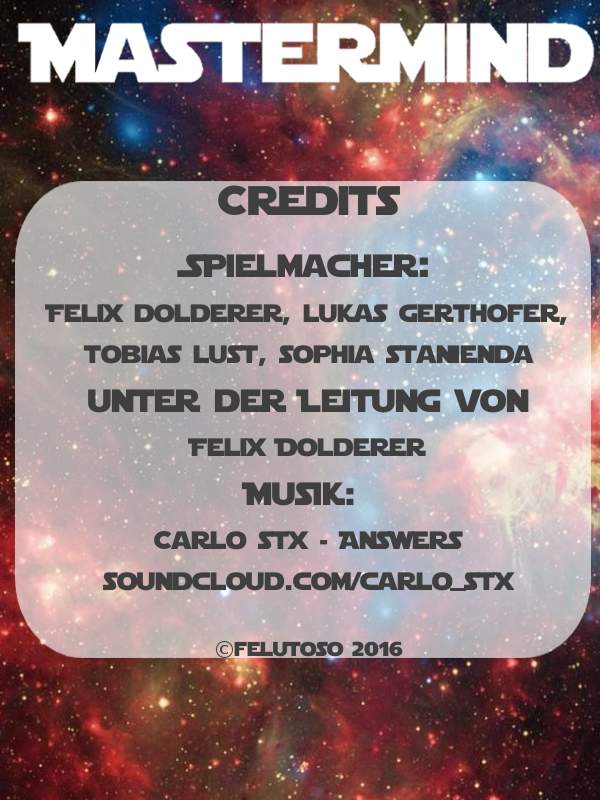 Mastermind
Credits
Spielmacher:
Felix Dolderer, Lukas Gerthofer,
Tobias Lust, Sophia Stanienda
unter der Leitung von
Felix Dolderer
Musik:
Carlo Stx - Answers
soundcloud.com/carlo_stx
©Felutoso 2016